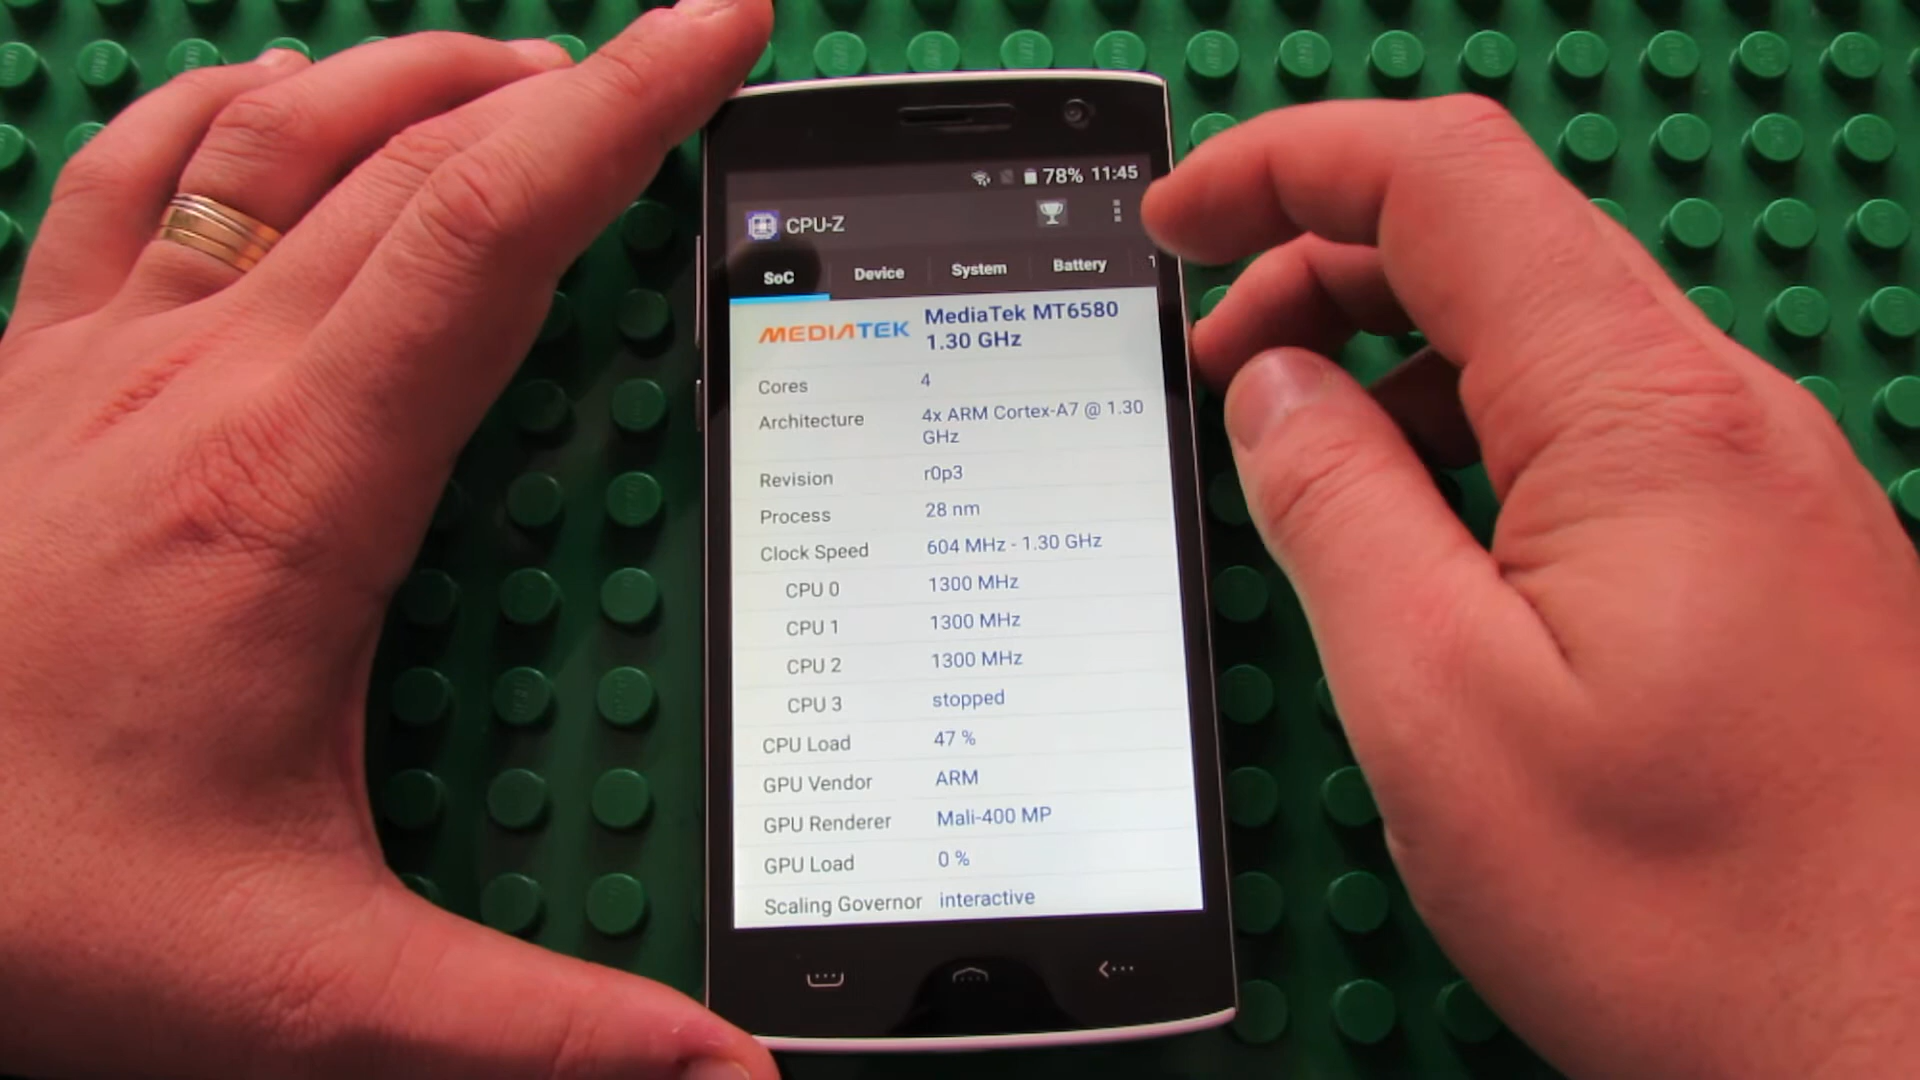 78% 11:45
CPU-Z
SoC Device System Battery
MEDIATEK MediaTek MT6580
1.30 GHz
Cores 4
Architecture 4x ARM Cortex-A7 @ 1.30
GHz
Revision r0p3
Process 28 nm
Clock Speed 604 MHz - 1.30 GHz
CPU 0 1300 MHz
CPU 1 1300 MHz
CPU 2 1300 MHz
CPU 3 stopped
CPU Load 47 %
GPU Vendor ARM
GPU Renderer Mali-400 MP
GPU Load 0 %
Scaling Governor interactive